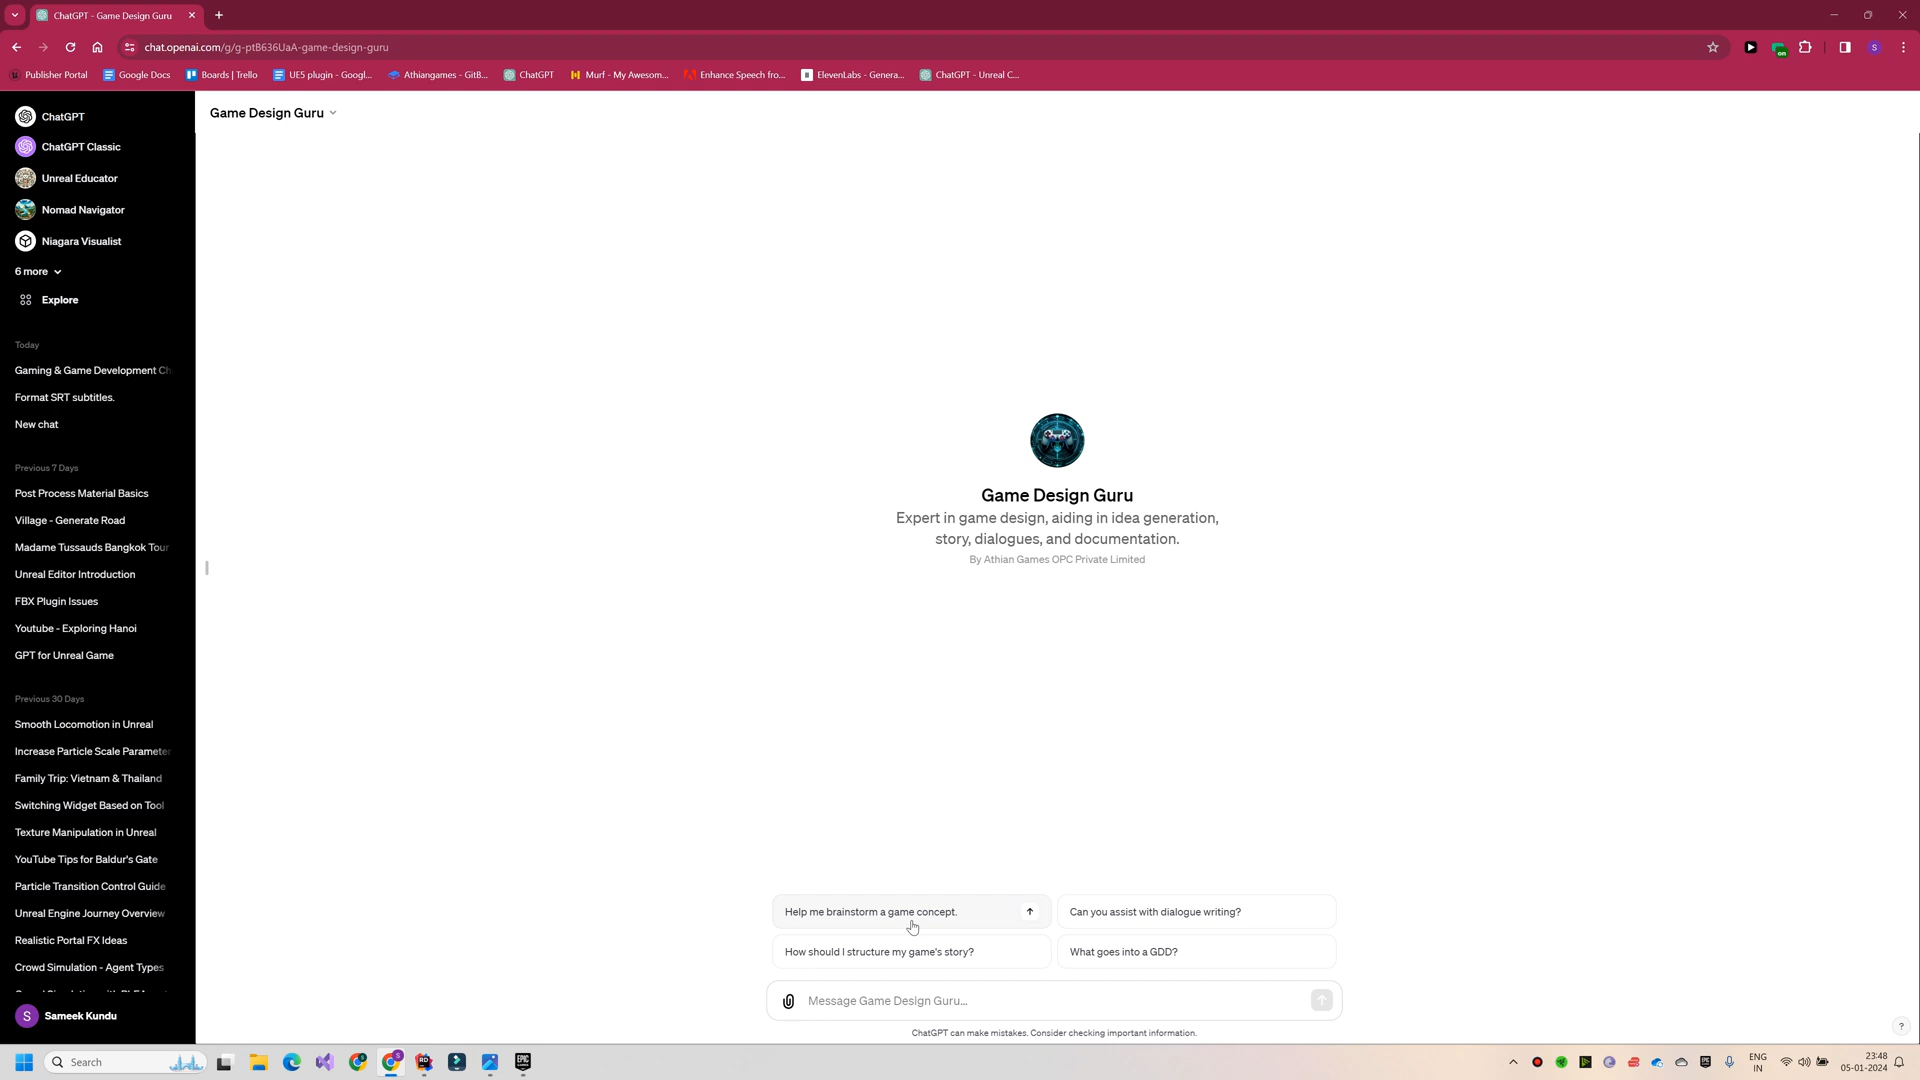 ChatGPT - Game Design Guru
chat.openai.com/g/g-ptB636UaA-game-design-guru
S
Publisher Portal
Google Docs
Boards | Trello
UE5 plugin - Googl...
Athiangames - GitB...
ChatGPT
Murf - My Awesom...
Enhance Speech fro...
ElevenLabs - Genera...
ChatGPT - Unreal C...
ChatGPT
ChatGPT Classic
Unreal Educator
Nomad Navigator
Niagara Visualist
6 more
Explore
Today
Gaming & Game Development Ch
Format SRT subtitles.
New chat
Previous 7 Days
Post Process Material Basics
Village - Generate Road
Madame Tussauds Bangkok Tour
Unreal Editor Introduction
FBX Plugin Issues
Youtube - Exploring Hanoi
GPT for Unreal Game
Previous 30 Days
Smooth Locomotion in Unreal
Increase Particle Scale Parameter
Family Trip: Vietnam & Thailand
Switching Widget Based on Tool
Texture Manipulation in Unreal
YouTube Tips for Baldur's Gate
Particle Transition Control Guide
Unreal Engine Journey Overview
Realistic Portal FX Ideas
Crowd Simulation - Agent Types
S
Sameek Kundu
Game Design Guru
Game Design Guru
Expert in game design, aiding in idea generation,
story, dialogues, and documentation.
By Athian Games OPC Private Limited
Help me brainstorm a game concept.
Can you assist with dialogue writing?
How should I structure my game's story?
What goes into a GDD?
Message Game Design Guru...
ChatGPT can make mistakes. Consider checking important information.
?
Search
ENG
IN
23:48
05-01-2024